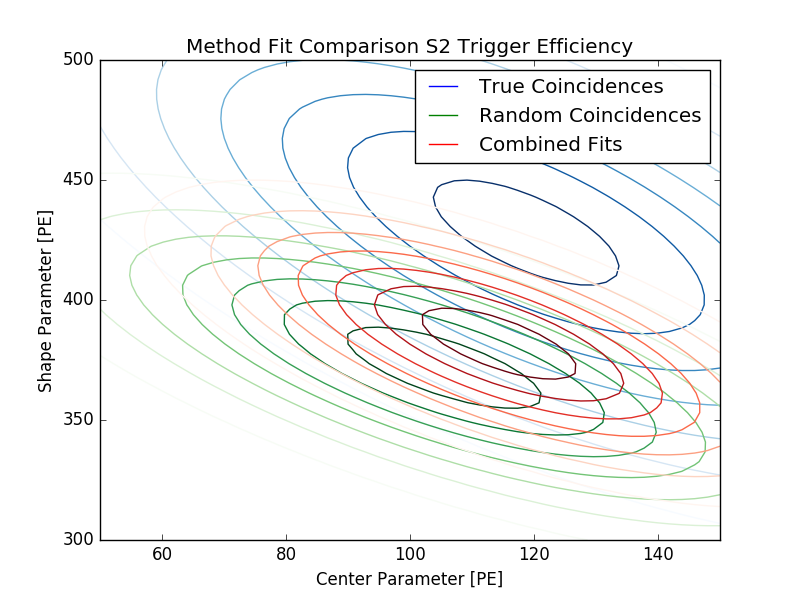 Method Fit Comparison S2 Trigger Efficiency
500
True Coincidences
Random Coincidences
Combined Fits
450
400
350
300
Shape Parameter [PE]
60 80 100 120 140
Center Parameter [PE]